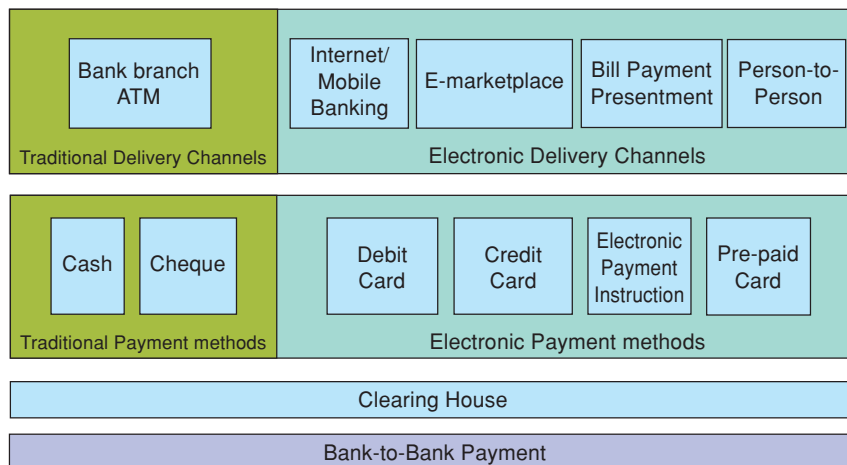 Bank branch
ATM
Internet/
Mobile
Banking
E-marketplace
Bill Payment
Presentment
Person-to-
Person
Traditional Delivery Channels
Electronic Delivery Channels
Cash
Cheque
Debit
Card
Credit
Card
Electronic
Payment
Instruction
Pre-paid
Card
Traditional Payment methods
Electronic Payment methods
Clearing House
Bank-to-Bank Payment